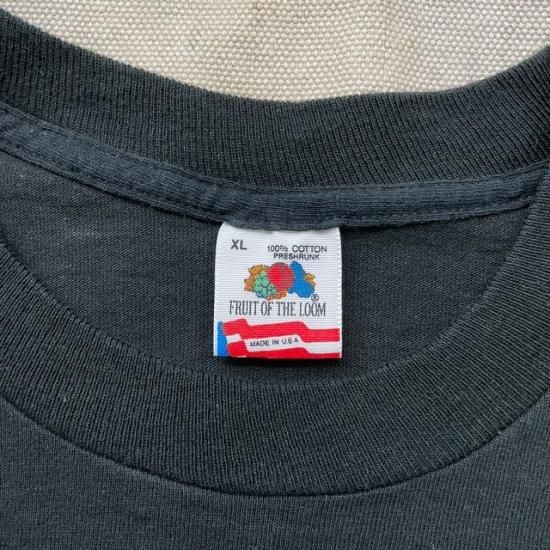 XL
100% COTTON
PRESHRUNK
FRUIT OF THE LOOM
®
MADE IN U.S.A